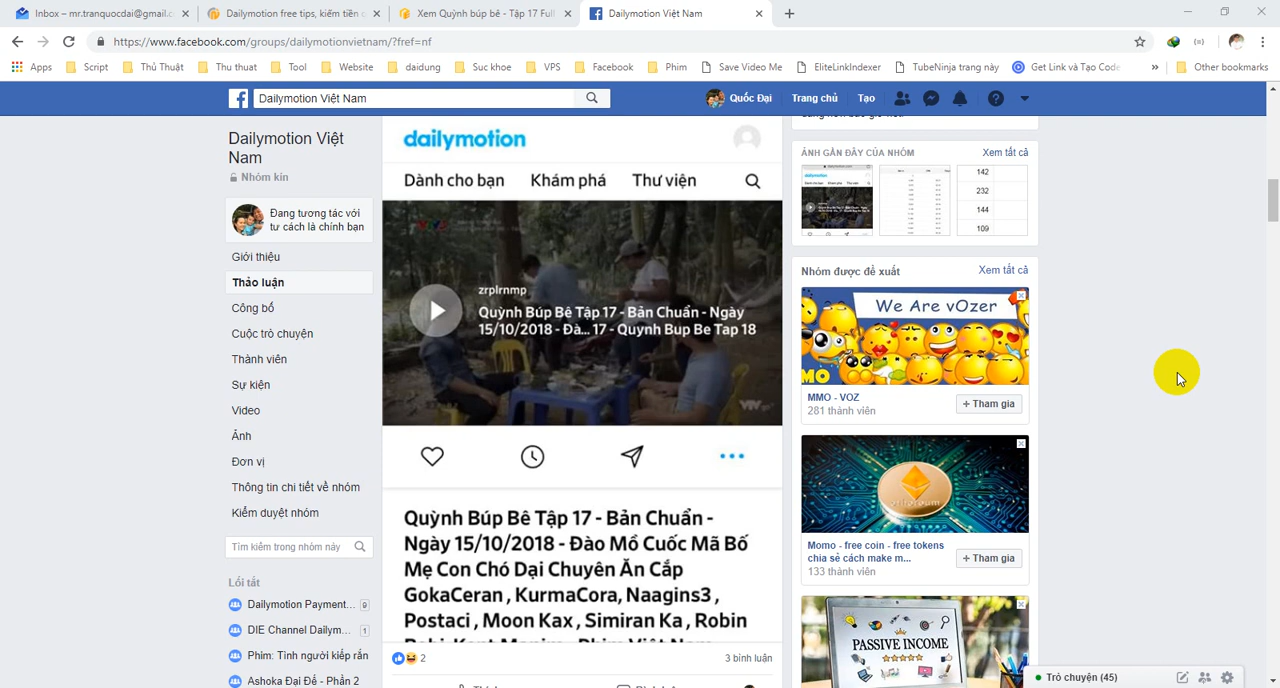 Inbox – mr.tranquocdai@gmail.c
Dailymotion free tips, kiếm tiền
Xem Quỳnh búp bê - Tập 17 Full
Dailymotion Việt Nam
https://www.facebook.com/groups/dailymotionvietnam/?fref=nf
Apps
Script
Thủ Thuật
Thu thuat
Tool
Website
daidung
Suc khoe
VPS
Facebook
Phim
Save Video Me
EliteLinkIndexer
TubeNinja trang này
Get Link và Tạo Code
Other bookmarks
Dailymotion Việt Nam
Quốc Đại
Trang chủ
Tạo
Dailymotion Việt
Nam
Nhóm kín
Đang tương tác với
tư cách là chính bạn
Giới thiệu
Thảo luận
Công bố
Cuộc trò chuyện
Thành viên
Sự kiện
Video
Ảnh
Đơn vị
Thông tin chi tiết về nhóm
Kiểm duyệt nhóm
Tìm kiếm trong nhóm này
Lối tắt
Dailymotion Payment... 9
DIE Channel Dailym... 1
Phim: Tình người kiếp rắn
Ashoka Đại Đế - Phần 2
dailymotion
Dành cho bạn
Khám phá
Thư viện
zrplrnmp
Quỳnh Búp Bê Tập 17 - Bản Chuẩn - Ngày
15/10/2018 - Đà... 17 - Quynh Bup Be Tap 18
Quỳnh Búp Bê Tập 17 - Bản Chuẩn -
Ngày 15/10/2018 - Đào Mồ Cuốc Mã Bố
Mẹ Con Chó Dại Chuyên Ăn Cắp
GokaCeran , KurmaCora, Naagins3 ,
Postaci , Moon Kax , Simiran Ka , Robin
2
3 bình luận
ẢNH GẦN ĐÂY CỦA NHÓM
Xem tất cả
142
232
144
109
Nhóm được đề xuất
Xem tất cả
We Are vOzer
MMO - VOZ
281 thành viên
+ Tham gia
Momo - free coin - free tokens
chia sẻ cách make m...
133 thành viên
+ Tham gia
PASSIVE INCOME
Trò chuyện (45)